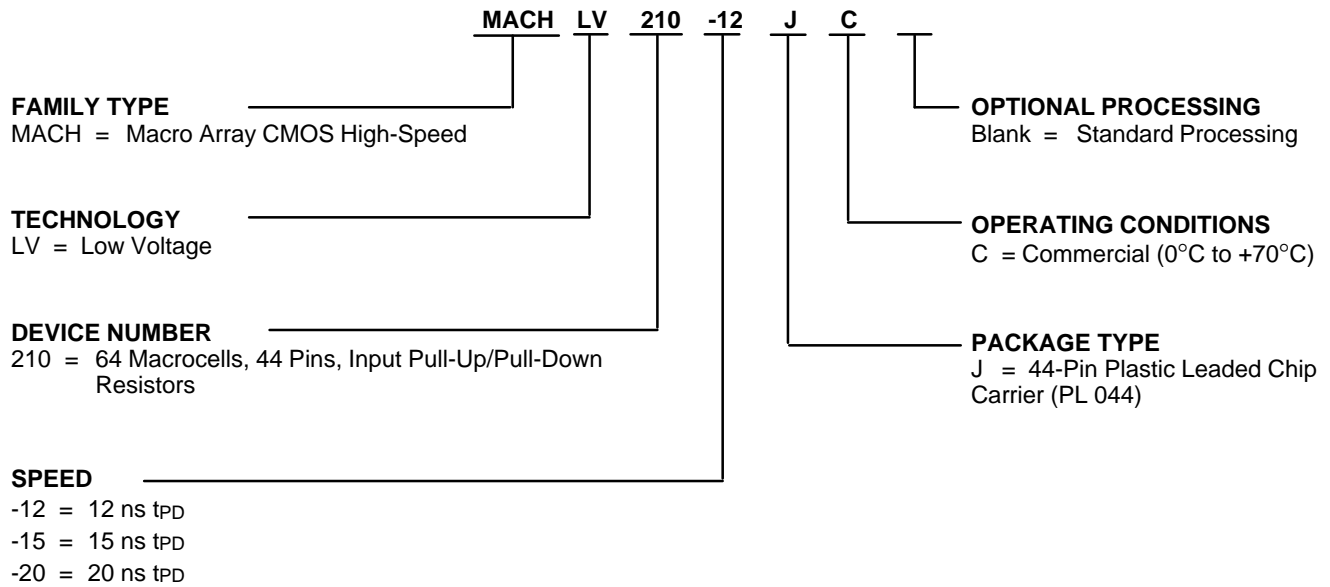 MACH LV 210 -12 J C
FAMILY TYPE
MACH = Macro Array CMOS High-Speed
TECHNOLOGY
LV = Low Voltage
DEVICE NUMBER
210 = 64 Macrocells, 44 Pins, Input Pull-Up/Pull-Down
Resistors
SPEED
-12 = 12 ns tPD
-15 = 15 ns tPD
-20 = 20 ns tPD
OPTIONAL PROCESSING
Blank = Standard Processing
OPERATING CONDITIONS
C = Commercial (0°C to +70°C)
PACKAGE TYPE
J = 44-Pin Plastic Leaded Chip
Carrier (PL 044)